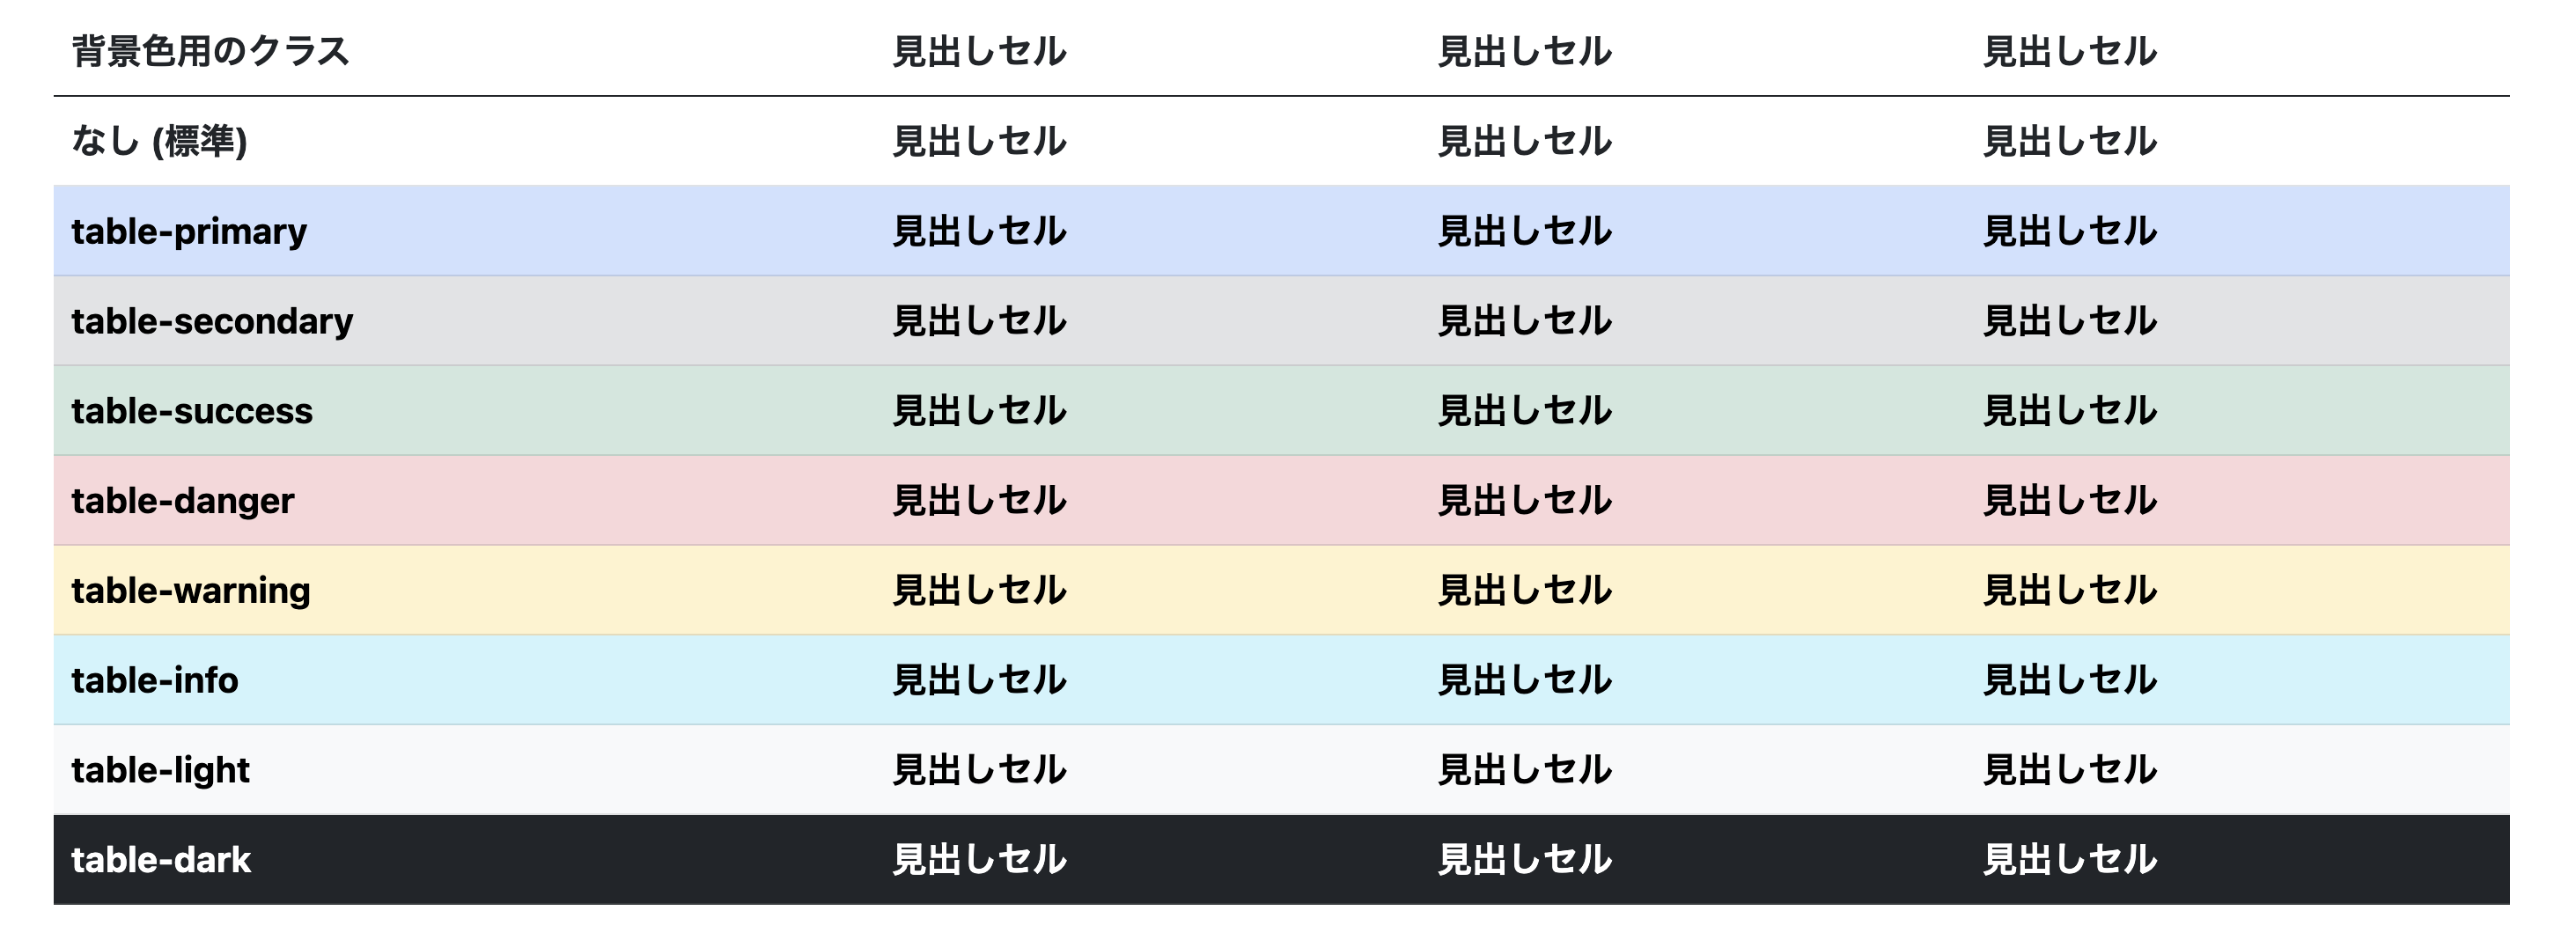 背景色用のクラス 見出しセル 見出しセル 見出しセル
なし (標準) 見出しセル 見出しセル 見出しセル
table-primary 見出しセル 見出しセル 見出しセル
table-secondary 見出しセル 見出しセル 見出しセル
table-success 見出しセル 見出しセル 見出しセル
table-danger 見出しセル 見出しセル 見出しセル
table-warning 見出しセル 見出しセル 見出しセル
table-info 見出しセル 見出しセル 見出しセル
table-light 見出しセル 見出しセル 見出しセル
table-dark 見出しセル 見出しセル 見出しセル